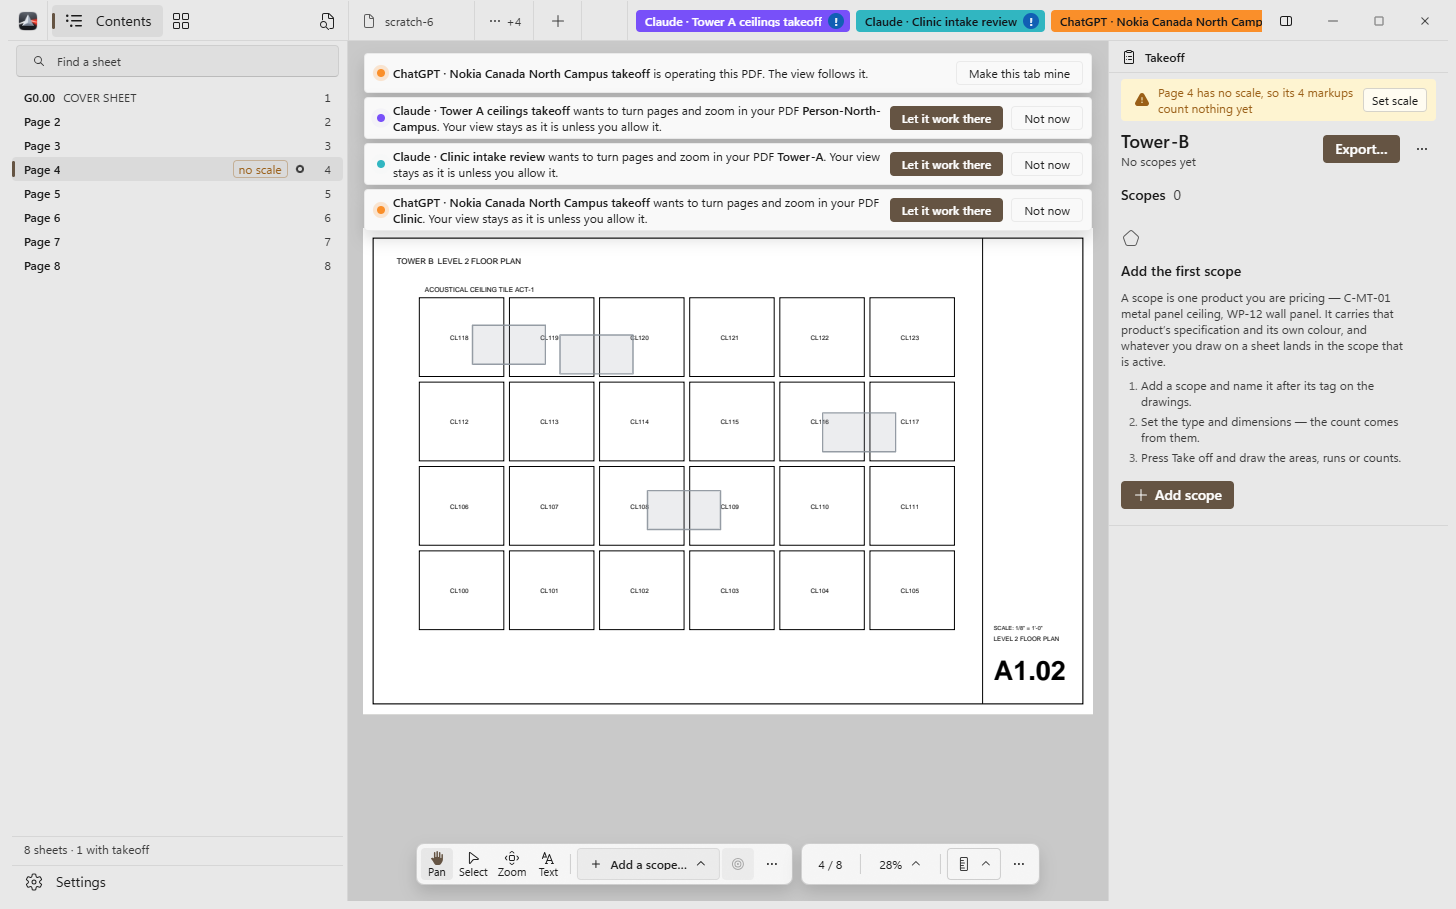 Contents
scratch-6
··· +4
Claude · Tower A ceilings takeoff !
Claude · Clinic intake review !
ChatGPT · Nokia Canada North Camp
Find a sheet
G0.00 COVER SHEET 1
Page 2 2
Page 3 3
Page 4 no scale 4
Page 5 5
Page 6 6
Page 7 7
Page 8 8
8 sheets · 1 with takeoff
Settings
ChatGPT · Nokia Canada North Campus takeoff is operating this PDF. The view follows it.
Make this tab mine
Claude · Tower A ceilings takeoff wants to turn pages and zoom in your PDF Person-North-
Campus. Your view stays as it is unless you allow it.
Let it work there
Not now
Claude · Clinic intake review wants to turn pages and zoom in your PDF Tower-A. Your view
stays as it is unless you allow it.
Let it work there
Not now
ChatGPT · Nokia Canada North Campus takeoff wants to turn pages and zoom in your PDF
Clinic. Your view stays as it is unless you allow it.
Let it work there
Not now
TOWER B LEVEL 2 FLOOR PLAN
ACOUSTICAL CEILING TILE ACT-1
CL118 CL119 CL120 CL121 CL122 CL123
CL112 CL113 CL114 CL115 CL116 CL117
CL106 CL107 CL108 CL109 CL110 CL111
CL100 CL101 CL102 CL103 CL104 CL105
SCALE: 1/8" = 1'-0"
LEVEL 2 FLOOR PLAN
A1.02
Pan
Select
Zoom
Text
Add a scope...
4 / 8
28%
Takeoff
Page 4 has no scale, so its 4 markups
count nothing yet
Set scale
Tower-B
No scopes yet
Export...
Scopes 0
Add the first scope
A scope is one product you are pricing — C-MT-01
metal panel ceiling, WP-12 wall panel. It carries that
product's specification and its own colour, and
whatever you draw on a sheet lands in the scope that
is active.
1. Add a scope and name it after its tag on the
drawings.
2. Set the type and dimensions — the count comes
from them.
3. Press Take off and draw the areas, runs or counts.
Add scope